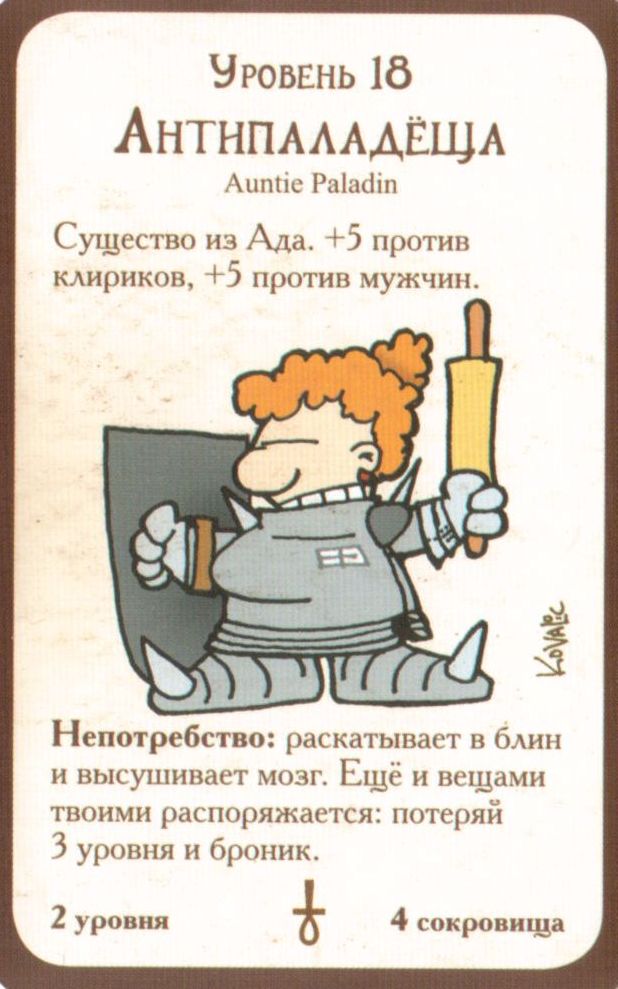 Уровень 18
Антипаладёща
Auntie Paladin
Существо из Ада. +5 против
клириков, +5 против мужчин.
Kovalic
Непотребство: раскатывает в блин
и высушивает мозг. Ещё и вещами
твоими распоряжается: потеряй
3 уровня и броник.
2 уровня
4 сокровища